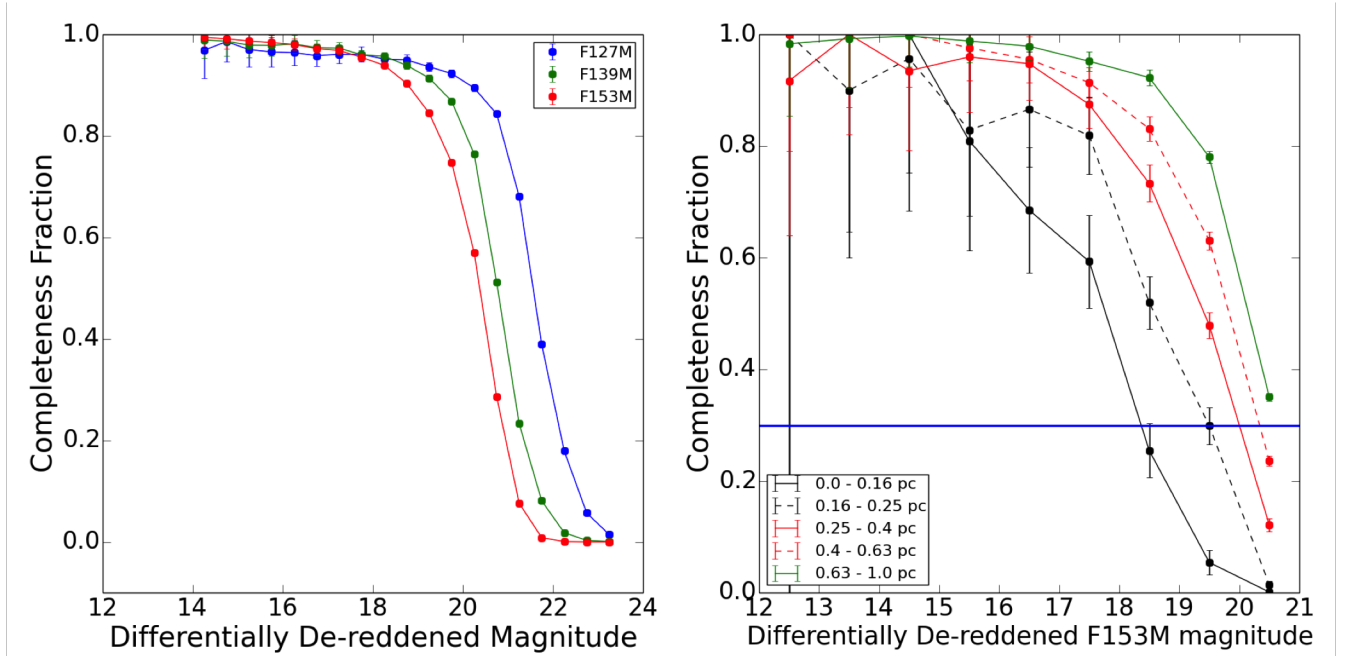 1.0
0.8
0.6
0.4
0.2
0.0
12 14 16 18 20 22 24
Completeness Fraction
Differentially De-reddened Magnitude
F127M
F139M
F153M
1.0
0.8
0.6
0.4
0.2
0.0
12 13 14 15 16 17 18 19 20 21
Completeness Fraction
Differentially De-reddened F153M magnitude
0.0 - 0.16 pc
0.16 - 0.25 pc
0.25 - 0.4 pc
0.4 - 0.63 pc
0.63 - 1.0 pc